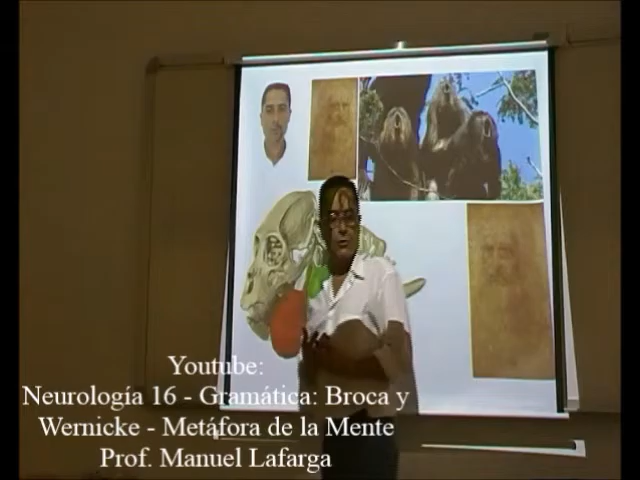 Youtube:
Neurología 16 - Gramática: Broca y
Wernicke - Metáfora de la Mente
Prof. Manuel Lafarga